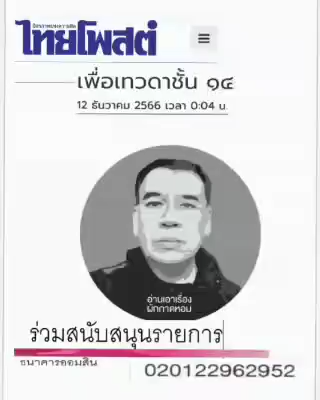 ไทยโพสต์
เพื่อเทวดาชั้น ๑๔
12 ธันวาคม 2566 เวลา 0:04 น.
อ่านเอาเรื่อง
ผักกาดหอม
ร่วมสนับสนุนรายการ
ธนาคารออมสิน
020122962952